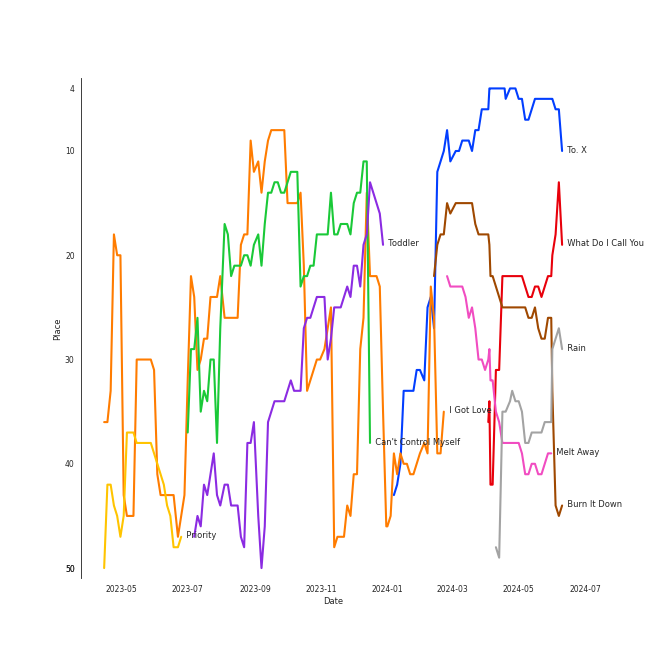 4
10
To. X
What Do I Call You
20
Toddler
Place
Rain
30
I Got Love
Can't Control Myself
Melt Away
40
Burn It Down
Priority
50
2023-05
2023-07
2023-09
2023-11
2024-01
2024-03
2024-05
2024-07
Date